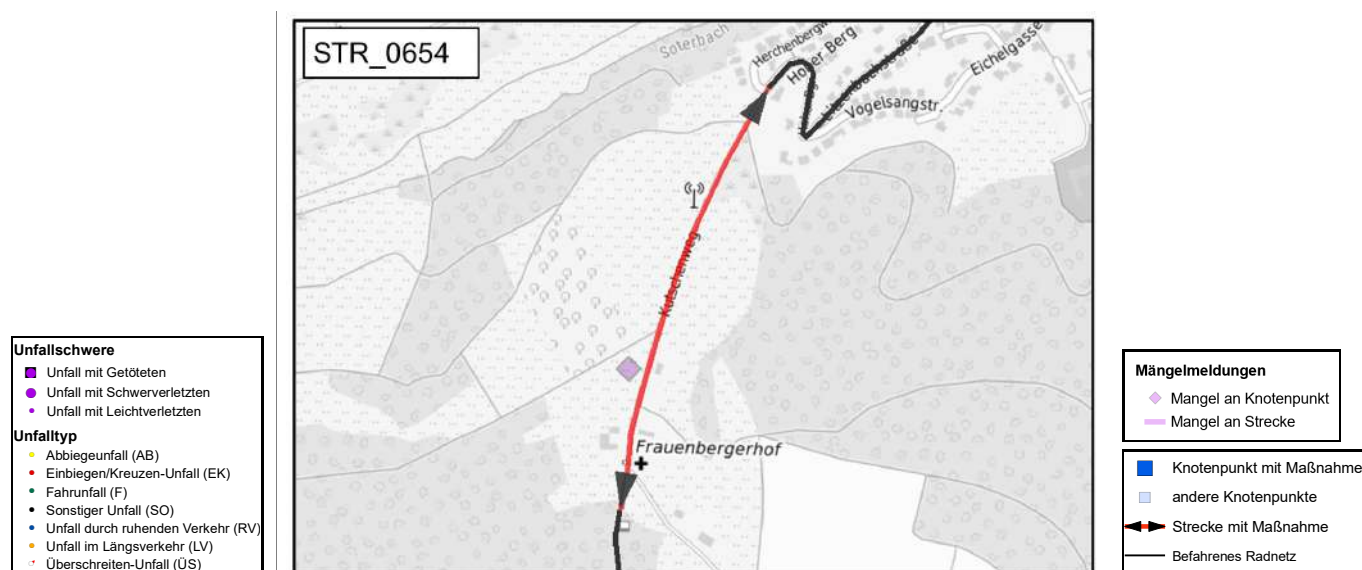 STR_0654
Soterbach
Herchenbergw
Hoher Berg
Litzenbachstraße
Eichelgasse
Vogelsangstr.
Kutschenweg
Frauenbergerhof
Unfallschwere
Unfall mit Getöteten
Unfall mit Schwerverletzten
Unfall mit Leichtverletzten
Unfalltyp
Abbiegeunfall (AB)
Einbiegen/Kreuzen-Unfall (EK)
Fahrunfall (F)
Sonstiger Unfall (SO)
Unfall durch ruhenden Verkehr (RV)
Unfall im Längsverkehr (LV)
Überschreiten-Unfall (ÜS)
Mängelmeldungen
Mangel an Knotenpunkt
Mangel an Strecke
Knotenpunkt mit Maßnahme
andere Knotenpunkte
Strecke mit Maßnahme
Befahrenes Radnetz